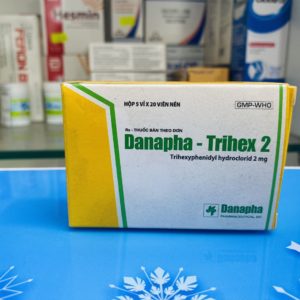 Hesmin
HỘP 5 VỈ X 20 VIÊN NÉN
GMP-WHO
Rx - THUỐC BÁN THEO ĐƠN
Danapha - Trihex 2
Trihexyphenidyl hydroclorid 2 mg
Danapha